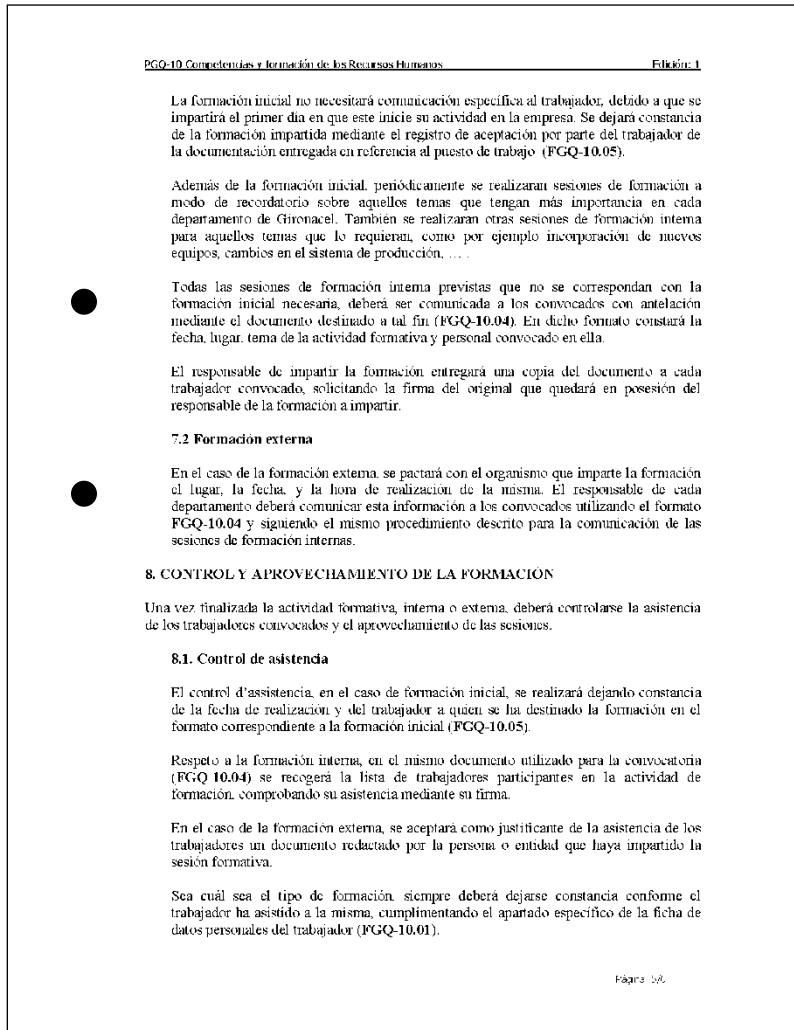 PGQ-10 Competencias y formación de los Recursos Humanos Edición: 1
La formación inicial no necesitará comunicación específica al trabajador, debido a que se
impartirá el primer día en que este inicie su actividad en la empresa. Se dejará constancia
de la formación impartida mediante el registro de aceptación por parte del trabajador de
la documentación entregada en referencia al puesto de trabajo (FGQ-10.05).
Además de la formación inicial, periódicamente se realizaran sesiones de formación a
modo de recordatorio sobre aquellos temas que tengan más importancia en cada
departamento de Gironacel. También se realizaran otras sesiones de formación interna
para aquellos temas que lo requieran, como por ejemplo incorporación de nuevos
equipos, cambios en el sistema de producción, ... .
Todas las sesiones de formación interna previstas que no se correspondan con la
formación inicial necesaria, deberá ser comunicada a los convocados con antelación
mediante el documento destinado a tal fin (FGQ-10.04). En dicho formato constará la
fecha, lugar, tema de la actividad formativa y personal convocado en ella.
El responsable de impartir la formación entregará una copia del documento a cada
trabajador convocado, solicitando la firma del original que quedará en posesión del
responsable de la formación a impartir.
7.2 Formación externa
En el caso de la formación externa, se pactará con el organismo que imparte la formación
el lugar, la fecha, y la hora de realización de la misma. El responsable de cada
departamento deberá comunicar esta información a los convocados utilizando el formato
FGQ-10.04 y siguiendo el mismo procedimiento descrito para la comunicación de las
sesiones de formación internas.
8. CONTROL Y APROVECHAMIENTO DE LA FORMACIÓN
Una vez finalizada la actividad formativa, interna o externa, deberá controlarse la asistencia
de los trabajadores convocados y el aprovechamiento de las sesiones.
8.1. Control de asistencia
El control d'assistencia, en el caso de formación inicial, se realizará dejando constancia
de la fecha de realización y del trabajador a quien se ha destinado la formación en el
formato correspondiente a la formación inicial (FGQ-10.05).
Respeto a la formación interna, en el mismo documento utilizado para la convocatoria
(FGQ 10.04) se recogerá la lista de trabajadores participantes en la actividad de
formación, comprobando su asistencia mediante su firma.
En el caso de la formación externa, se aceptará como justificante de la asistencia de los
trabajadores un documento redactado por la persona o entidad que haya impartido la
sesión formativa.
Sea cuál sea el tipo de formación, siempre deberá dejarse constancia conforme el
trabajador ha asistido a la misma, cumplimentando el apartado específico de la ficha de
datos personales del trabajador (FGQ-10.01).
Página 5/6